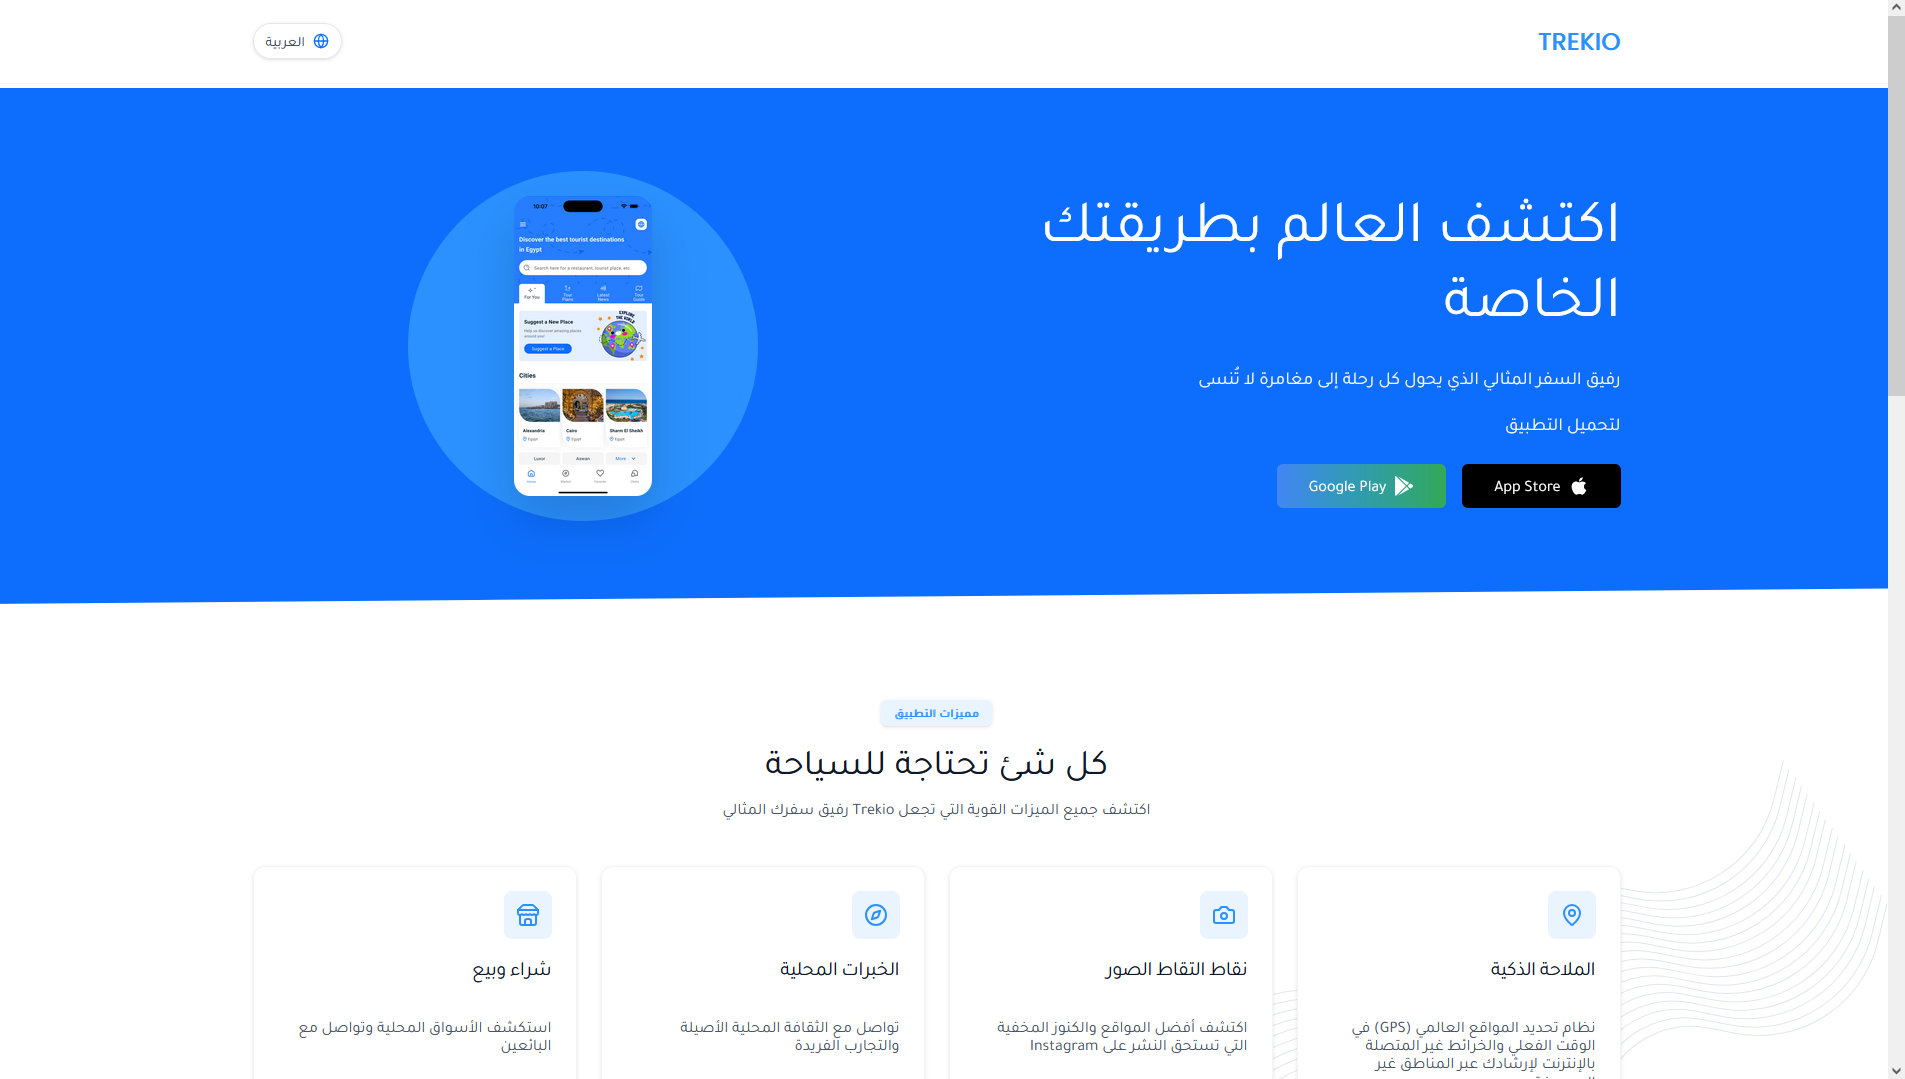 TREKIO
العربية
اكتشف العالم بطريقتك
الخاصة
رفيق السفر المثالي الذي يحول كل رحلة إلى مغامرة لا تُنسى
لتحميل التطبيق
App Store
Google Play
10:07
Discover the best tourist destinations
in Egypt
Search here for a restaurant, tourist place, etc
For You
Tour
Plans
Latest
News
Tour
Guide
Suggest a New Place
Help us discover amazing places
around you!
Suggest a Place
EXPLORE
THE WORLD
Cities
Alexandria
Egypt
Cairo
Egypt
Sharm El Sheikh
Egypt
Luxor
Aswan
More
Home
Market
Favorite
مميزات التطبيق
كل شئ تحتاجة للسياحة
اكتشف جميع الميزات القوية التي تجعل Trekio رفيق سفرك المثالي
الملاحة الذكية
نظام تحديد المواقع العالمي (GPS) في
الوقت الفعلي والخرائط غير المتصلة
بالإنترنت لإرشادك عبر المناطق غير
نقاط التقاط الصور
اكتشف أفضل المواقع والكنوز المخفية
التي تستحق النشر على Instagram
الخبرات المحلية
تواصل مع الثقافة المحلية الأصيلة
والتجارب الفريدة
شراء وبيع
استكشف الأسواق المحلية وتواصل مع
البائعين